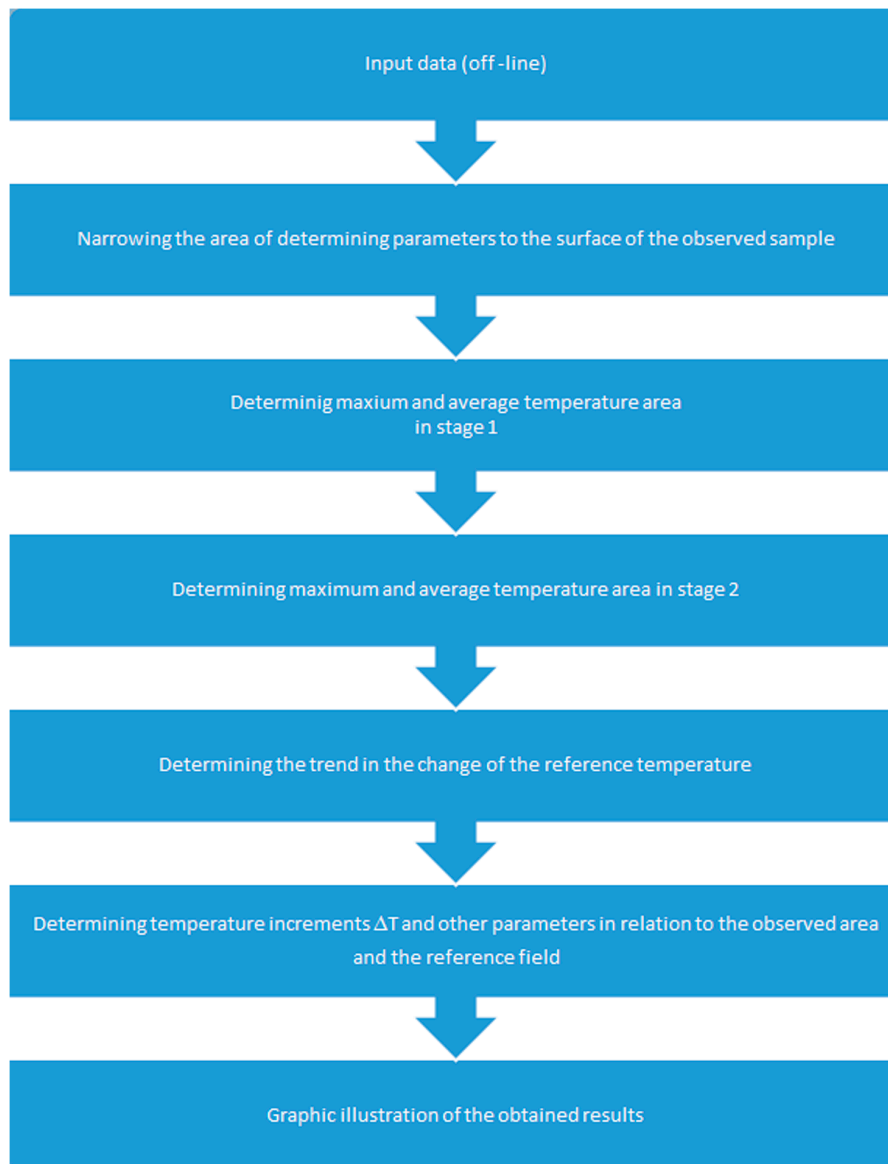 Input data (off-line)
Narrowing the area of determining parameters to the surface of the observed sample
Determinig maxium and average temperature area
in stage 1
Determining maximum and average temperature area in stage 2
Determining the trend in the change of the reference temperature
Determining temperature increments ΔT and other parameters in relation to the observed area
and the reference field
Graphic illustration of the obtained results